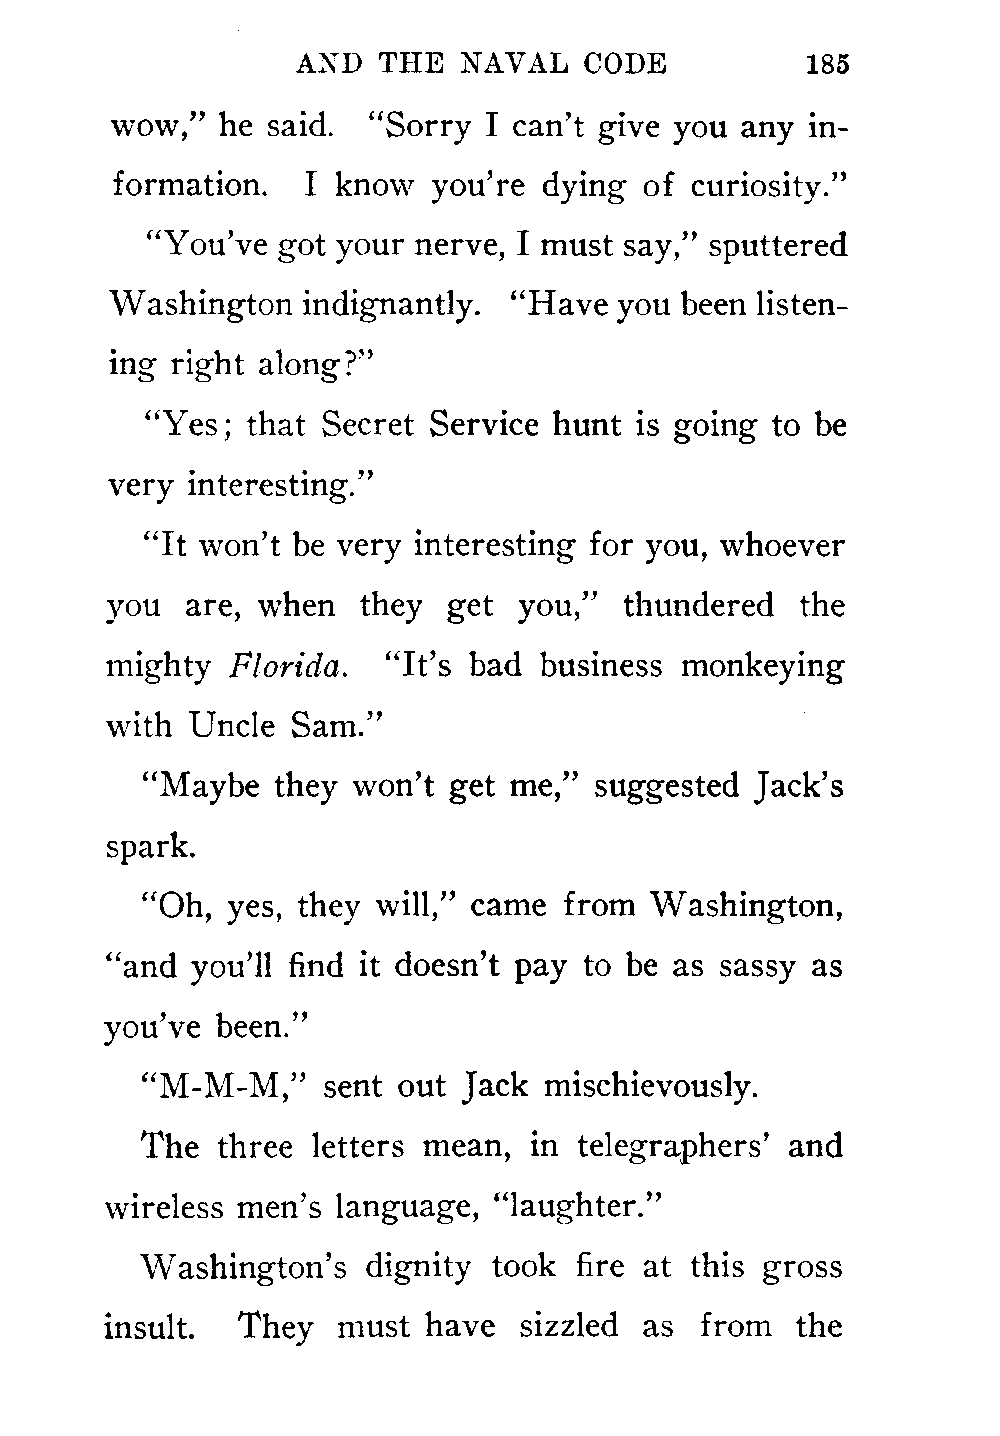 AND THE NAVAL CODE 185
wow,” he said. “Sorry I can’t give you any in-
formation. I know you’re dying of curiosity.”
“You’ve got your nerve, I must say,” sputtered
Washington indignantly. “Have you been listen-
ing right along?”
“Yes; that Secret Service hunt is going to be
very interesting.”
“It won’t be very interesting for you, whoever
you are, when they get you,” thundered the
mighty Florida. “It’s bad business monkeying
with Uncle Sam.”
“Maybe they won’t get me,” suggested Jack’s
spark.
“Oh, yes, they will,” came from Washington,
“and you’ll find it doesn’t pay to be as sassy as
you’ve been.”
“M-M-M,” sent out Jack mischievously.
The three letters mean, in telegraphers’ and
wireless men’s language, “laughter.”
Washington’s dignity took fire at this gross
insult. They must have sizzled as from the